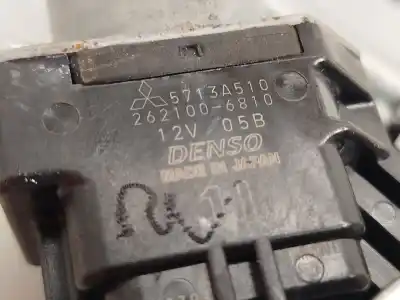 5713A510
262100-6810
12V 05B
DENSO
MADE IN JAPAN